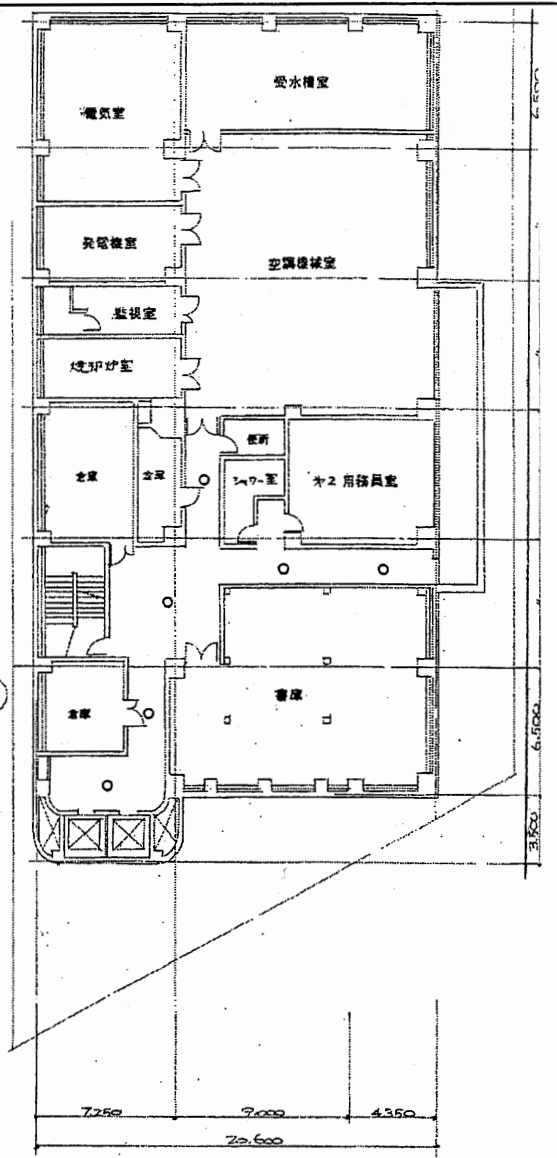 受水槽室
電気室
6.500
発電機室
空調機械室
監視室
焼却炉室
便所
倉庫
倉庫
シャワー室
第2用務員室
倉庫
書庫
6.500
3.500
7.250
9.000
4.350
20.600